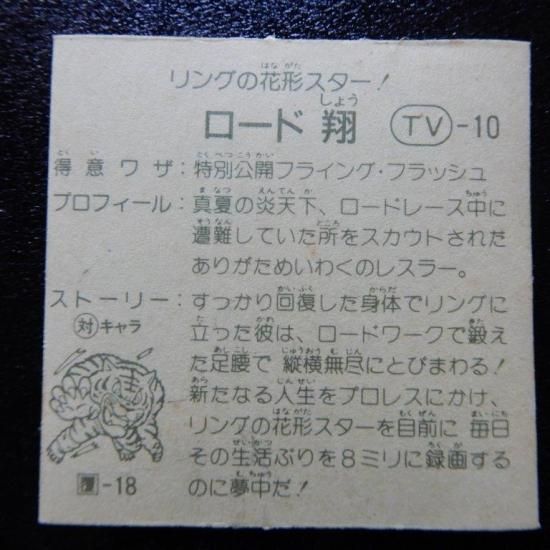 リングの花形スター!
ロード 翔 TV-10
得意ワザ:特別公開フライング・フラッシュ
プロフィール:真夏の炎天下、ロードレース中に
遭難していた所をスカウトされた
ありがためいわくのレスラー。
ストーリー:すっかり回復した身体でリングに
立った彼は、ロードワークで鍛え
た足腰で 縦横無尽にとびまわる!
新たなる人生をプロレスにかけ、
リングの花形スターを目前に 毎日
その生活ぶりを8ミリに録画する
のに夢中だ!
対 キャラ
覆-18